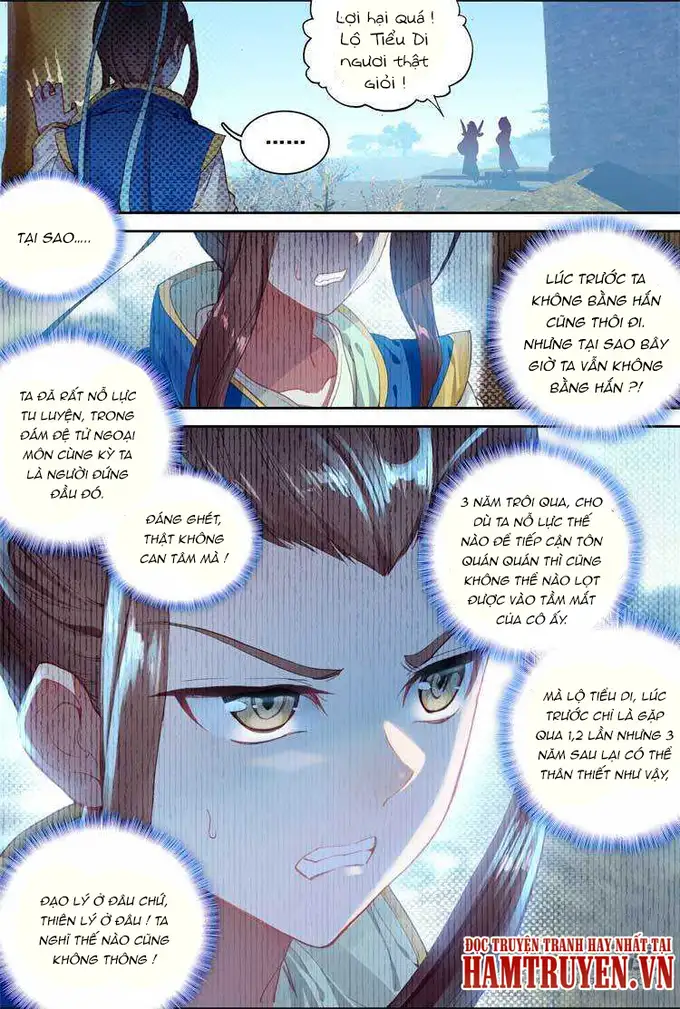 Lợi hại quá !
Lộ Tiểu Di
ngươi thật
giỏi !
......
TẠI SAO.....
LÚC TRƯỚC TA
KHÔNG BẰNG HẮN
CŨNG THÔI ĐI.
NHƯNG TẠI SAO BÂY
GIỜ TA VẪN KHÔNG
BẰNG HẮN ?!
TA ĐÃ RẤT NỖ LỰC
TU LUYỆN, TRONG
ĐÁM ĐỆ TỬ NGOẠI
MÔN CÙNG KỲ TA
LÀ NGƯỜI ĐỨNG
ĐẦU ĐÓ.
ĐÁNG GHÉT,
THẬT KHÔNG
CAN TÂM MÀ !
3 NĂM TRÔI QUA, CHO
DÙ TA NỖ LỰC THẾ
NÀO ĐỂ TIẾP CẬN TÔN
QUÁN QUÁN THÌ CŨNG
KHÔNG THỂ NÀO LỌT
ĐƯỢC VÀO TẦM MẮT
CỦA CÔ ẤY.
MÀ LỘ TIỂU DI, LÚC
TRƯỚC CHỈ LÀ GẶP
QUA 1,2 LẦN NHƯNG 3
NĂM SAU LẠI CÓ THỂ
THÂN THIẾT NHƯ VẬY,
ĐẠO LÝ Ở ĐÂU CHỨ,
THIÊN LÝ Ở ĐÂU ! TA
NGHĨ THẾ NÀO CŨNG
KHÔNG THÔNG !
ĐỌC TRUYỆN TRANH HAY NHẤT TẠI
HAMTRUYEN.VN